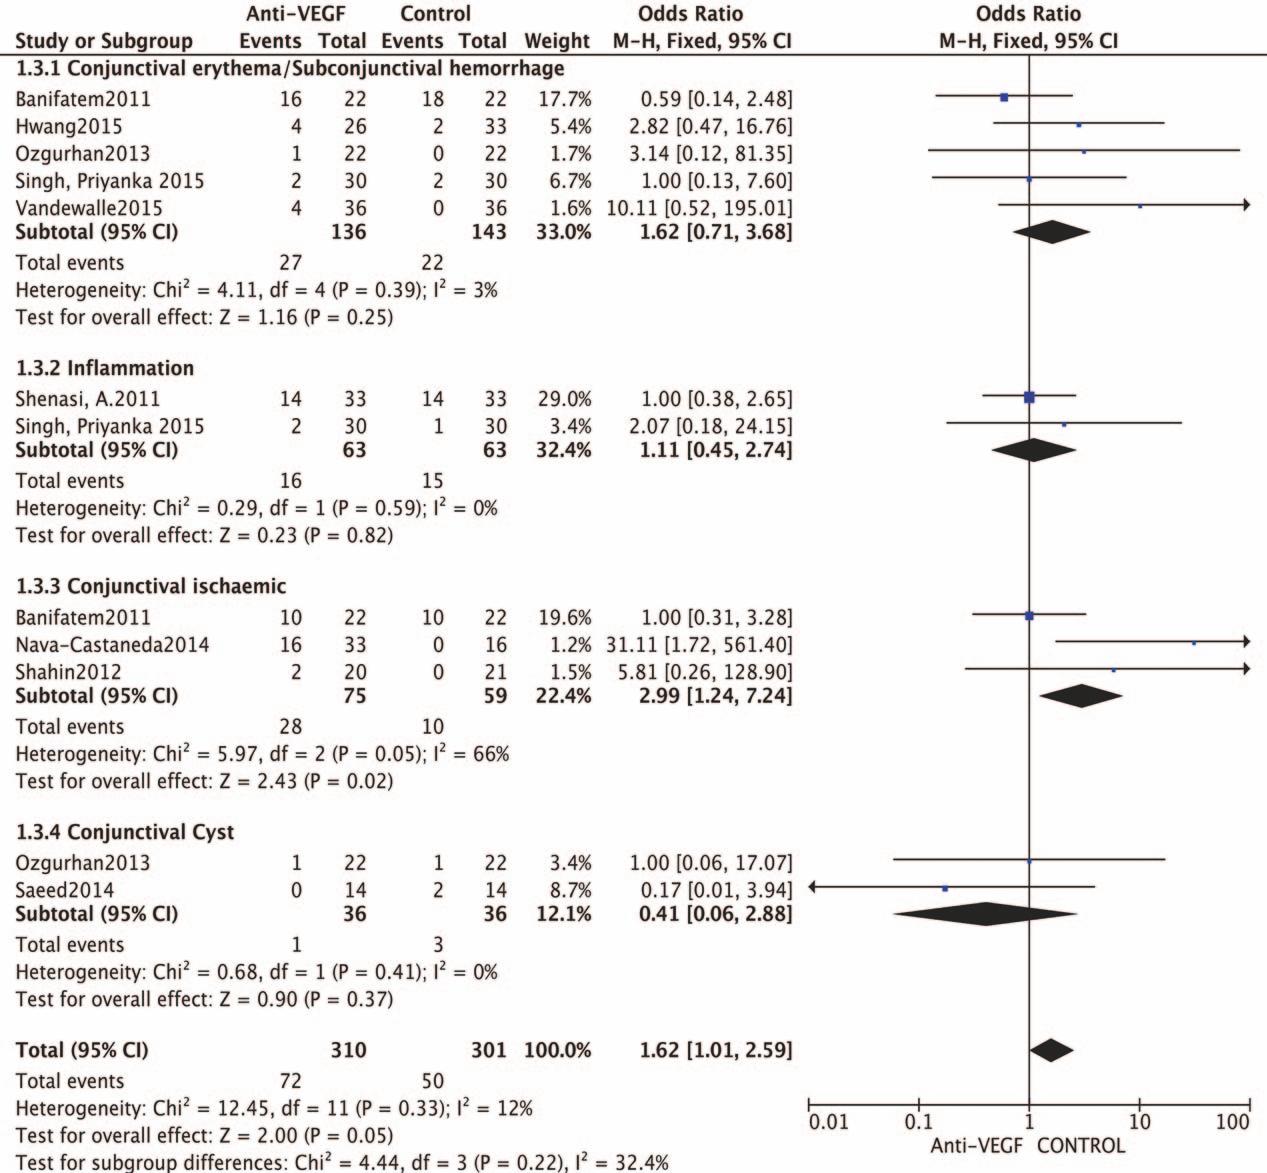 Anti-VEGF Control Odds Ratio Odds Ratio
Study or Subgroup Events Total Events Total Weight M-H, Fixed, 95% CI M-H, Fixed, 95% CI
1.3.1 Conjunctival erythema/Subconjunctival hemorrhage
Banifatem2011 16 22 18 22 17.7% 0.59 [0.14, 2.48]
Hwang2015 4 26 2 33 5.4% 2.82 [0.47, 16.76]
Ozgurhan2013 1 22 0 22 1.7% 3.14 [0.12, 81.35]
Singh, Priyanka 2015 2 30 2 30 6.7% 1.00 [0.13, 7.60]
Vandewalle2015 4 36 0 36 1.6% 10.11 [0.52, 195.01]
Subtotal (95% CI) 136 143 33.0% 1.62 [0.71, 3.68]
Total events 27 22
Heterogeneity: Chi² = 4.11, df = 4 (P = 0.39); I² = 3%
Test for overall effect: Z = 1.16 (P = 0.25)
1.3.2 Inflammation
Shenasi, A.2011 14 33 14 33 29.0% 1.00 [0.38, 2.65]
Singh, Priyanka 2015 2 30 1 30 3.4% 2.07 [0.18, 24.15]
Subtotal (95% CI) 63 63 32.4% 1.11 [0.45, 2.74]
Total events 16 15
Heterogeneity: Chi² = 0.29, df = 1 (P = 0.59); I² = 0%
Test for overall effect: Z = 0.23 (P = 0.82)
1.3.3 Conjunctival ischaemic
Banifatem2011 10 22 10 22 19.6% 1.00 [0.31, 3.28]
Nava-Castaneda2014 16 33 0 16 1.2% 31.11 [1.72, 561.40]
Shahin2012 2 20 0 21 1.5% 5.81 [0.26, 128.90]
Subtotal (95% CI) 75 59 22.4% 2.99 [1.24, 7.24]
Total events 28 10
Heterogeneity: Chi² = 5.97, df = 2 (P = 0.05); I² = 66%
Test for overall effect: Z = 2.43 (P = 0.02)
1.3.4 Conjunctival Cyst
Ozgurhan2013 1 22 1 22 3.4% 1.00 [0.06, 17.07]
Saeed2014 0 14 2 14 8.7% 0.17 [0.01, 3.94]
Subtotal (95% CI) 36 36 12.1% 0.41 [0.06, 2.88]
Total events 1 3
Heterogeneity: Chi² = 0.68, df = 1 (P = 0.41); I² = 0%
Test for overall effect: Z = 0.90 (P = 0.37)
Total (95% CI) 310 301 100.0% 1.62 [1.01, 2.59]
Total events 72 50
Heterogeneity: Chi² = 12.45, df = 11 (P = 0.33); I² = 12%
Test for overall effect: Z = 2.00 (P = 0.05)
Test for subgroup differences: Chi² = 4.44, df = 3 (P = 0.22), I² = 32.4%
0.01 0.1 1 10 100
Anti-VEGF CONTROL